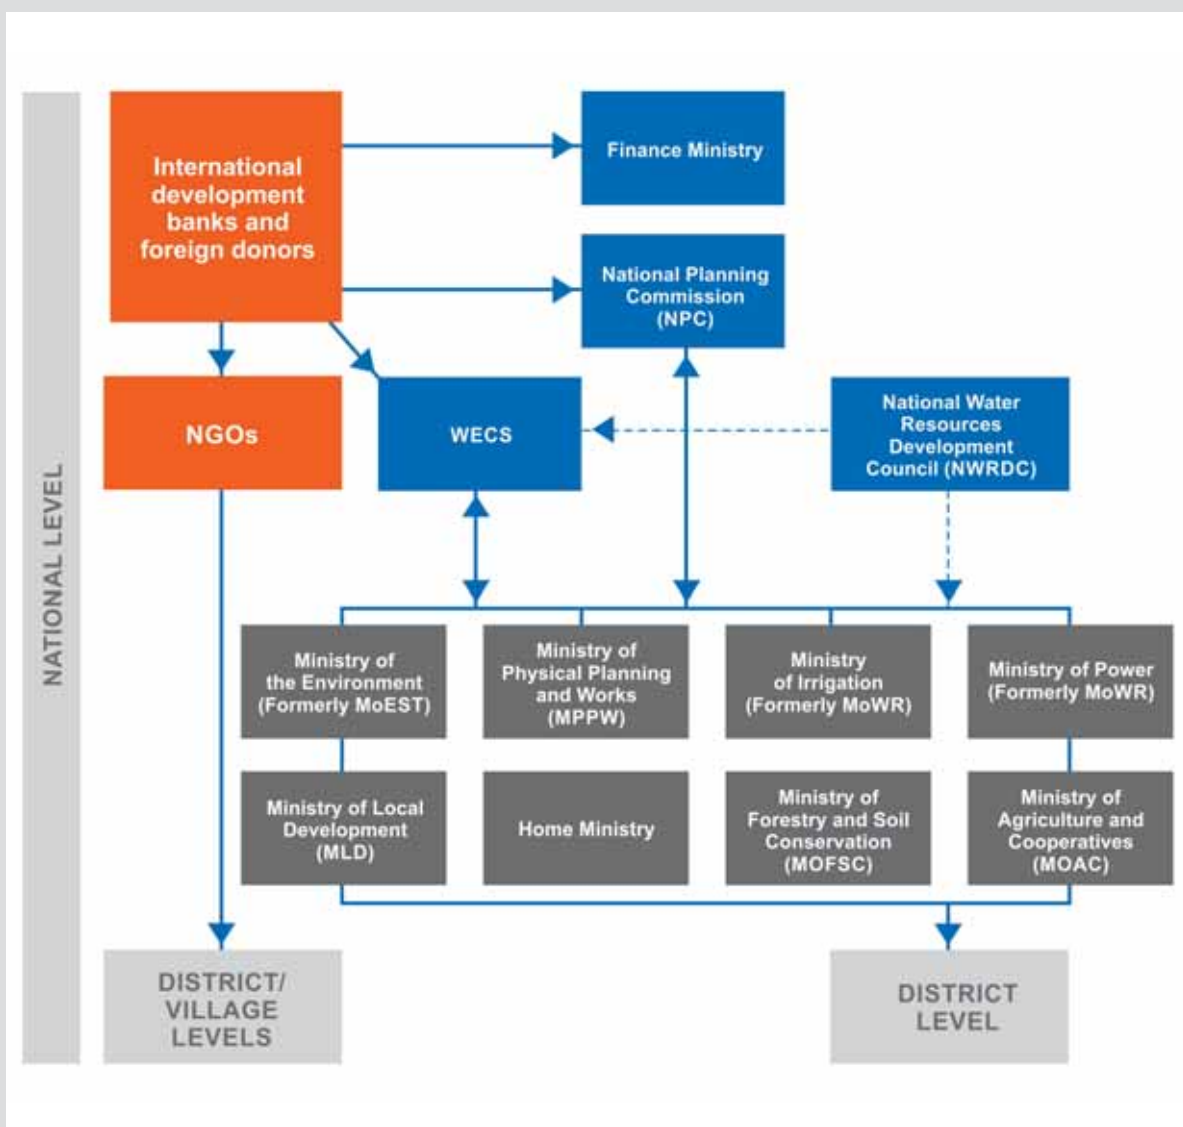 NATIONAL LEVEL
International
development
banks and
foreign donors
Finance Ministry
National Planning
Commission
(NPC)
NGOs
WECS
National Water
Resources
Development
Council (NWRDC)
Ministry of
the Environment
(Formerly MoEST)
Ministry of
Physical Planning
and Works
(MPPW)
Ministry
of Irrigation
(Formerly MoWR)
Ministry of Power
(Formerly MoWR)
Ministry of Local
Development
(MLD)
Home Ministry
Ministry of
Forestry and Soil
Conservation
(MOFSC)
Ministry of
Agriculture and
Cooperatives
(MOAC)
DISTRICT/
VILLAGE
LEVELS
DISTRICT
LEVEL